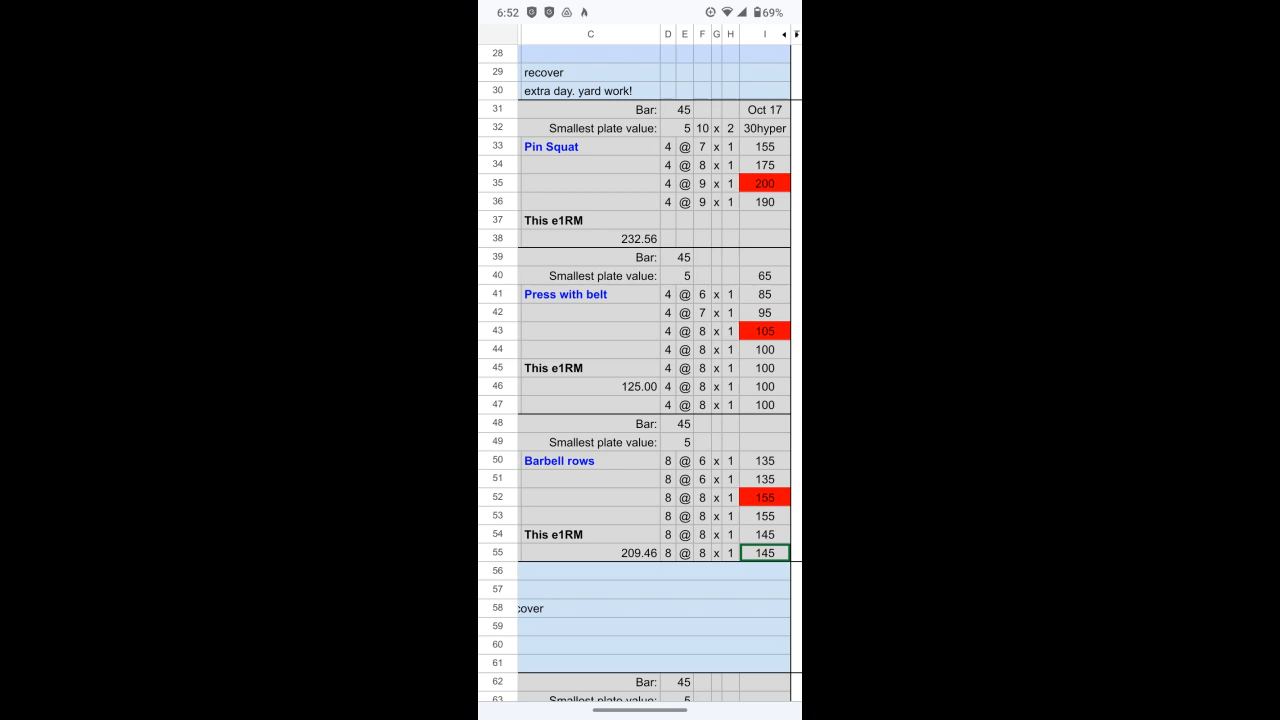 6:52 69%
C D E F G H I
28
29 recover
30 extra day. yard work!
31 Bar: 45 Oct 17
32 Smallest plate value: 5 10 x 2 30hyper
33 Pin Squat 4 @ 7 x 1 155
34 4 @ 8 x 1 175
35 4 @ 9 x 1 200
36 4 @ 9 x 1 190
37 This e1RM
38 232.56
39 Bar: 45
40 Smallest plate value: 5 65
41 Press with belt 4 @ 6 x 1 85
42 4 @ 7 x 1 95
43 4 @ 8 x 1 105
44 4 @ 8 x 1 100
45 This e1RM 4 @ 8 x 1 100
46 125.00 4 @ 8 x 1 100
47 4 @ 8 x 1 100
48 Bar: 45
49 Smallest plate value: 5
50 Barbell rows 8 @ 6 x 1 135
51 8 @ 6 x 1 135
52 8 @ 8 x 1 155
53 8 @ 8 x 1 155
54 This e1RM 8 @ 8 x 1 145
55 209.46 8 @ 8 x 1 145
56
57
58 cover
59
60
61
62 Bar: 45
63 Smallest plate value: 5